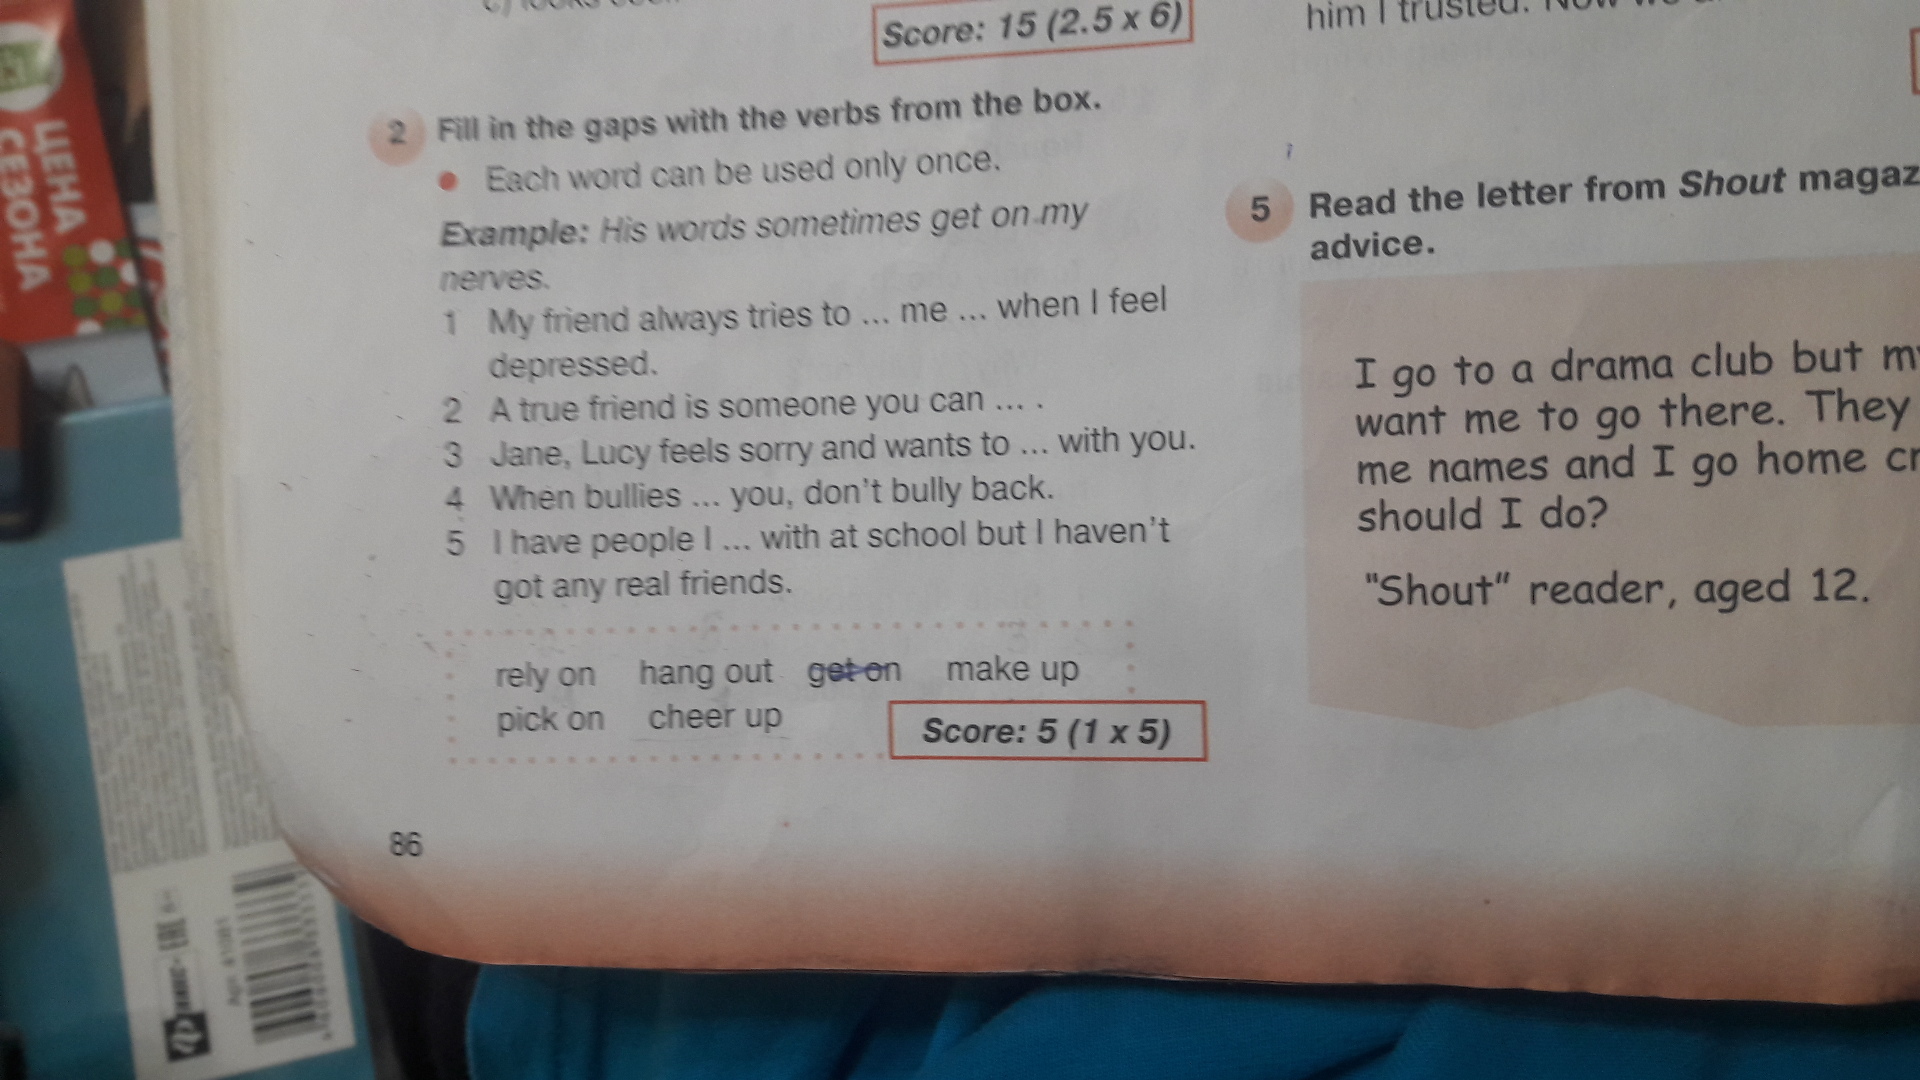 ЦЕНА
СЕЗОНА
Score: 15 (2.5 x 6)
him I trusted.
2 Fill in the gaps with the verbs from the box.
• Each word can be used only once.
Example: His words sometimes get on my
nerves.
1 My friend always tries to ... me ... when I feel
depressed.
2 A true friend is someone you can ... .
3 Jane, Lucy feels sorry and wants to ... with you.
4 When bullies ... you, don't bully back.
5 I have people I ... with at school but I haven't
got any real friends.
rely on hang out get on make up
pick on cheer up
Score: 5 (1 x 5)
86
5 Read the letter from Shout magaz
advice.
I go to a drama club but m
want me to go there. They
me names and I go home cr
should I do?
"Shout" reader, aged 12.
EAC